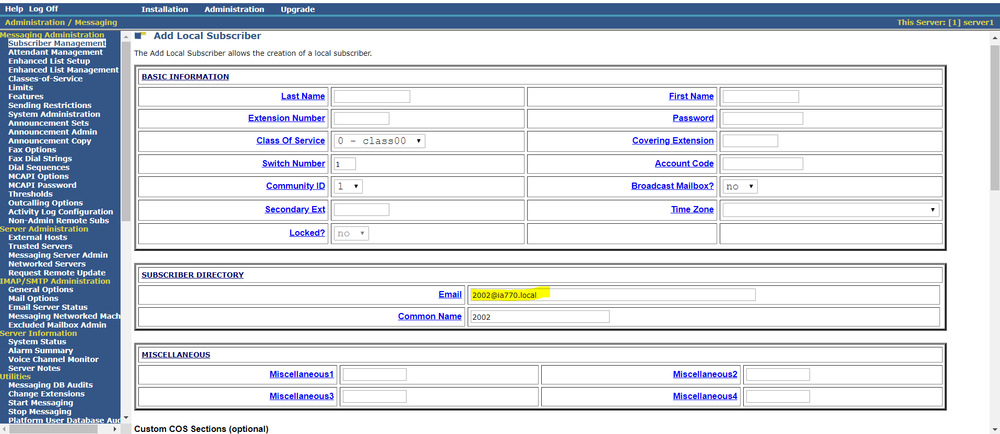 Help Log Off Installation Administration Upgrade
Administration / Messaging This Server: [1] server1
Messaging Administration
Subscriber Management
Attendant Management
Enhanced List Setup
Enhanced List Management
Classes-of-Service
Limits
Features
Sending Restrictions
System Administration
Announcement Sets
Announcement Admin
Announcement Copy
Fax Options
Fax Dial Strings
Dial Sequences
MCAPI Options
MCAPI Password
Thresholds
Outcalling Options
Activity Log Configuration
Non-Admin Remote Subs
Server Administration
External Hosts
Trusted Servers
Messaging Server Admin
Networked Servers
Request Remote Update
IMAP/SMTP Administration
General Options
Mail Options
Email Server Status
Messaging Networked Mach
Excluded Mailbox Admin
Server Information
System Status
Alarm Summary
Voice Channel Monitor
Server Notes
Utilities
Messaging DB Audits
Change Extensions
Start Messaging
Stop Messaging
Platform User Database Aud
Add Local Subscriber
The Add Local Subscriber allows the creation of a local subscriber.
BASIC INFORMATION
Last Name First Name
Extension Number Password
Class Of Service 0 - class00 Covering Extension
Switch Number 1 Account Code
Community ID 1 Broadcast Mailbox? no
Secondary Ext Time Zone
Locked? no
SUBSCRIBER DIRECTORY
Email 2002@ia770.local
Common Name 2002
MISCELLANEOUS
Miscellaneous1 Miscellaneous2
Miscellaneous3 Miscellaneous4
Custom COS Sections (optional)